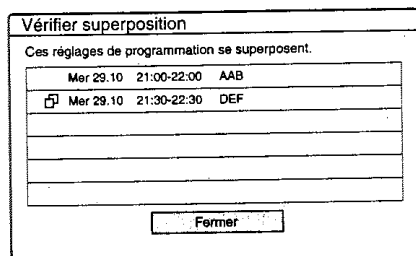 Vérifier superposition
Ces réglages de programmation se superposent.
Mer 29.10 21:00-22:00 AAB
Mer 29.10 21:30-22:30 DEF
Fermer